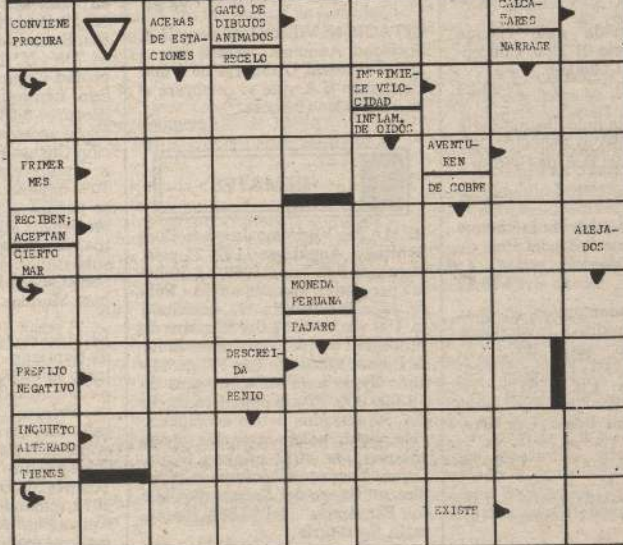 CONVIENE
PROCURA
ACERAS
DE ESTA-
CIONES
GATO DE
DIBUJOS
ANIMADOS
RECELO
CALCA-
ÑARES
NARRASE
IMPRIMIE-
SE VELO-
CIDAD
INFLAM.
DE OIDOS
PRIMER
MES
AVENTU-
REN
DE COBRE
RECIBEN;
ACEPTAN
CIERTO
MAR
ALEJA-
DOS
MONEDA
PERUANA
PAJARO
PREFIJO
NEGATIVO
DESCREI-
DA
RENIO
INQUIETO
ALTERADO
TIENES
EXISTE